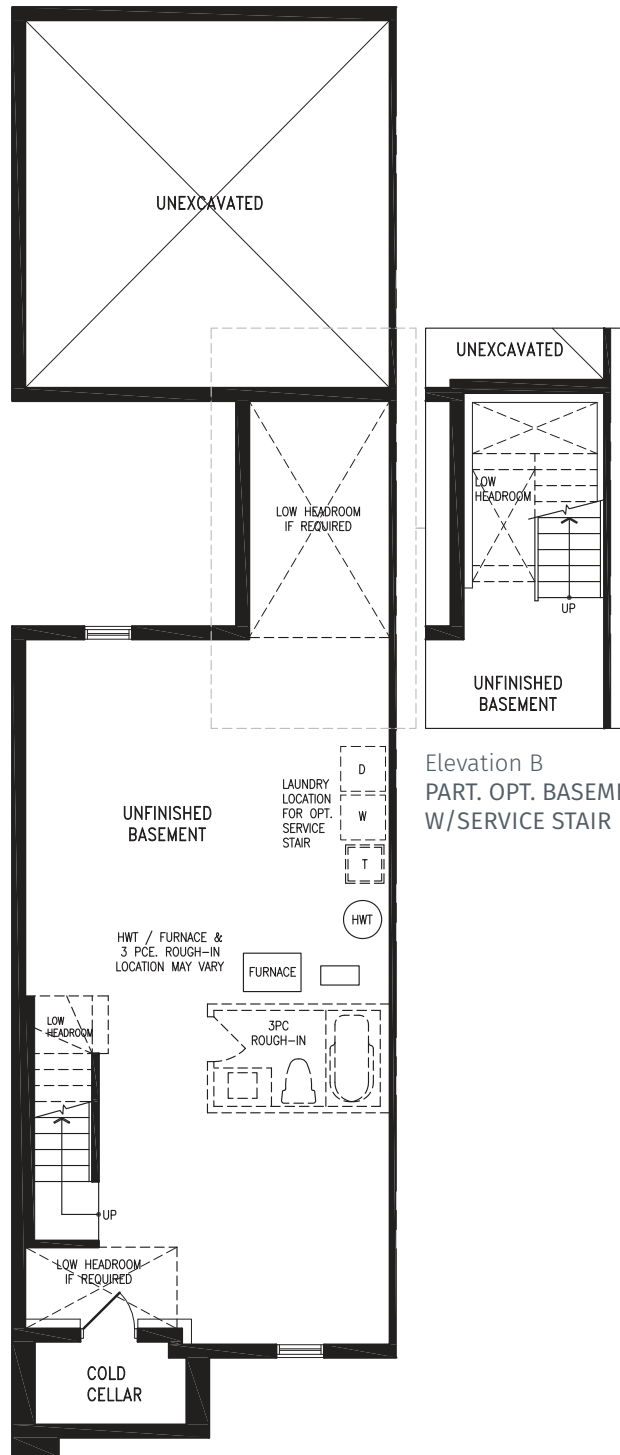 UNEXCAVATED
UNEXCAVATED
LOW HEADROOM
IF REQUIRED
LOW
HEADROOM
UP
UNFINISHED
BASEMENT
Elevation B
W/SERVICE STAIR
PART. OPT.
D
W
T
LAUNDRY
LOCATION
FOR OPT.
SERVICE
STAIR
UNFINISHED
BASEMENT
HWT
HWT / FURNACE &
3 PCE. ROUGH-IN
LOCATION MAY VARY
FURNACE
LOW
HEADROOM
3PC
ROUGH-IN
UP
LOW HEADROOM
IF REQUIRED
COLD
CELLAR